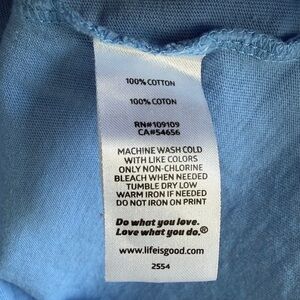 100% COTTON
100% COTON
RN#109109
CA#54656
MACHINE WASH COLD
WITH LIKE COLORS
ONLY NON-CHLORINE
BLEACH WHEN NEEDED
TUMBLE DRY LOW
WARM IRON IF NEEDED
DO NOT IRON ON PRINT
Do what you love.
Love what you do.®
www.lifeisgood.com
2554